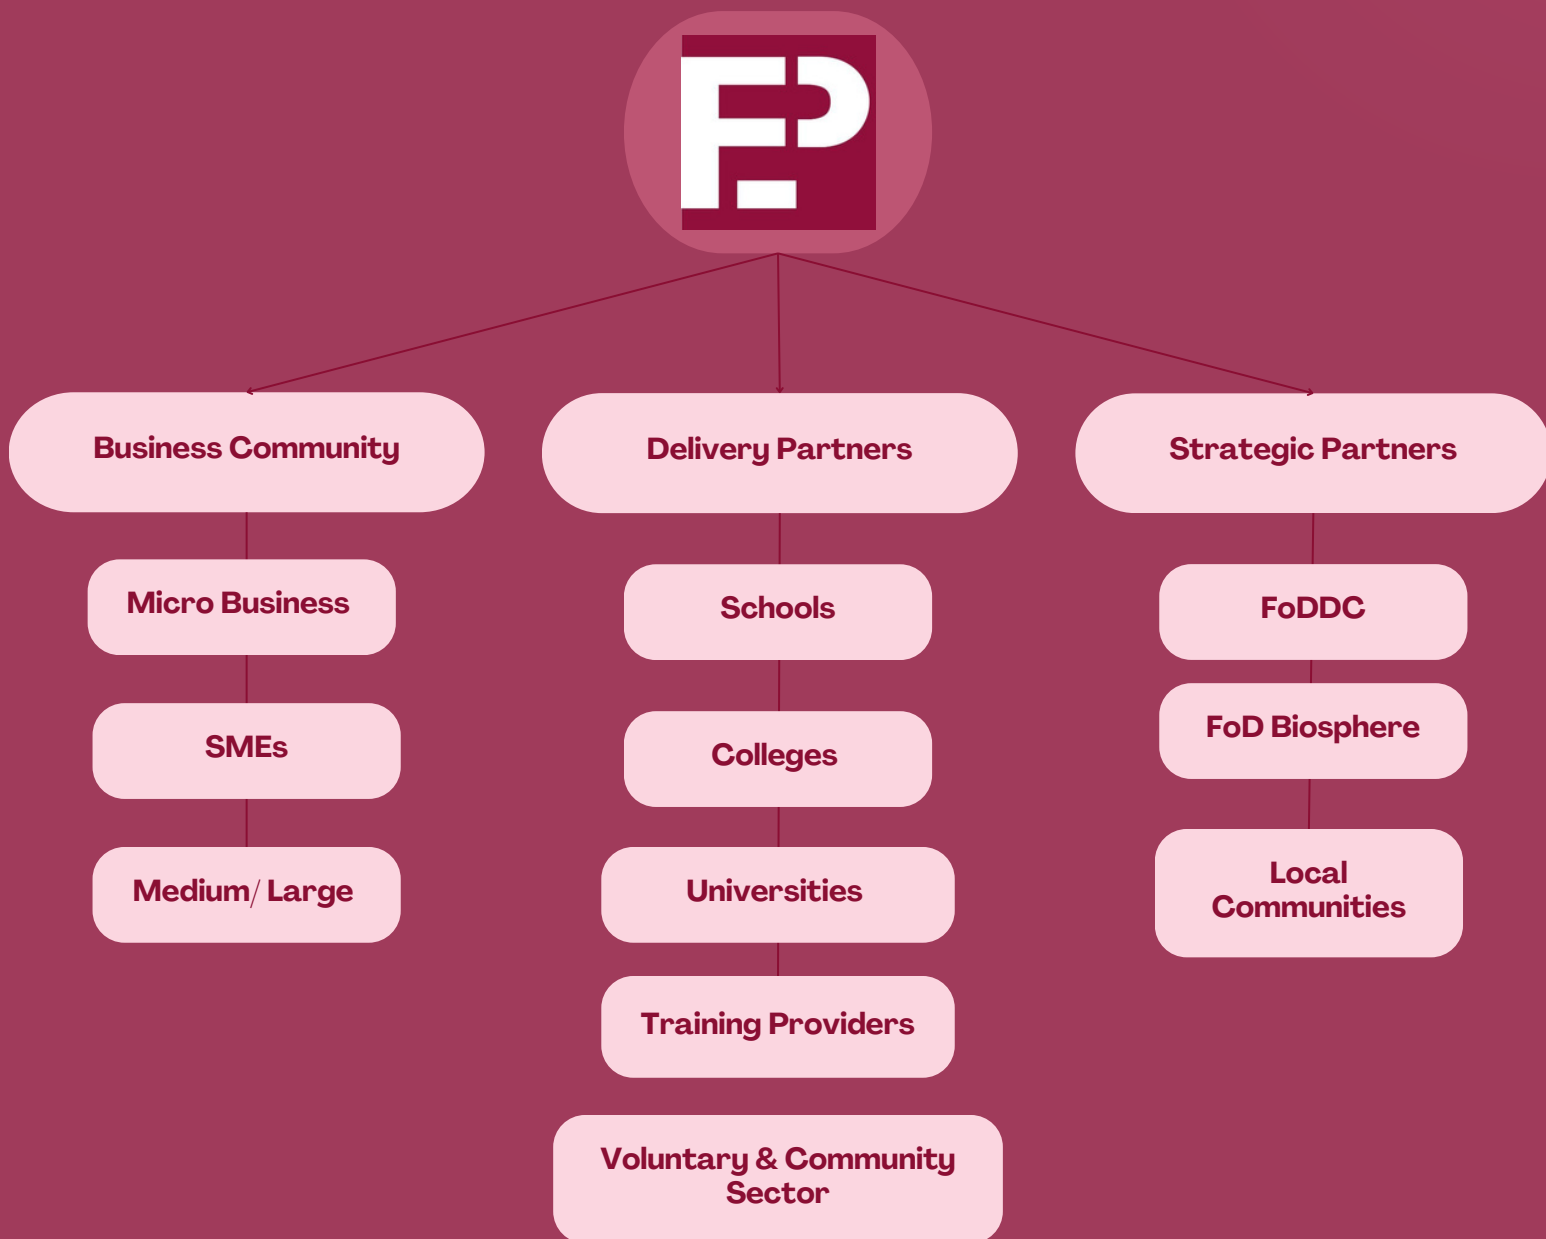 FP
Business Community
Micro Business
SMEs
Medium/ Large
Delivery Partners
Schools
Colleges
Universities
Training Providers
Voluntary & Community
Sector
Strategic Partners
FoDDC
FoD Biosphere
Local
Communities